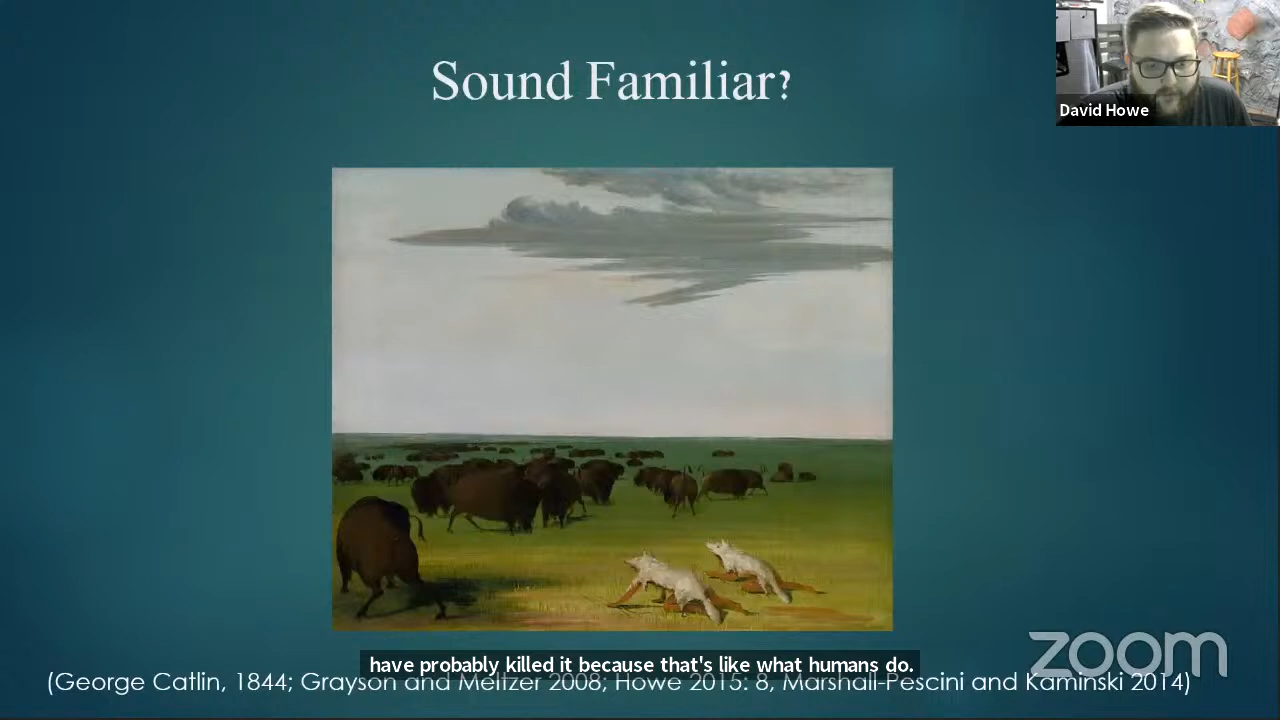 Sound Familiar?
David Howe
have probably killed it because that's like what humans do.
(George Catlin, 1844; Grayson and Meltzer 2008; Howe 2015: 8, Marshall-Pescini and Kaminski 2014)
zoom